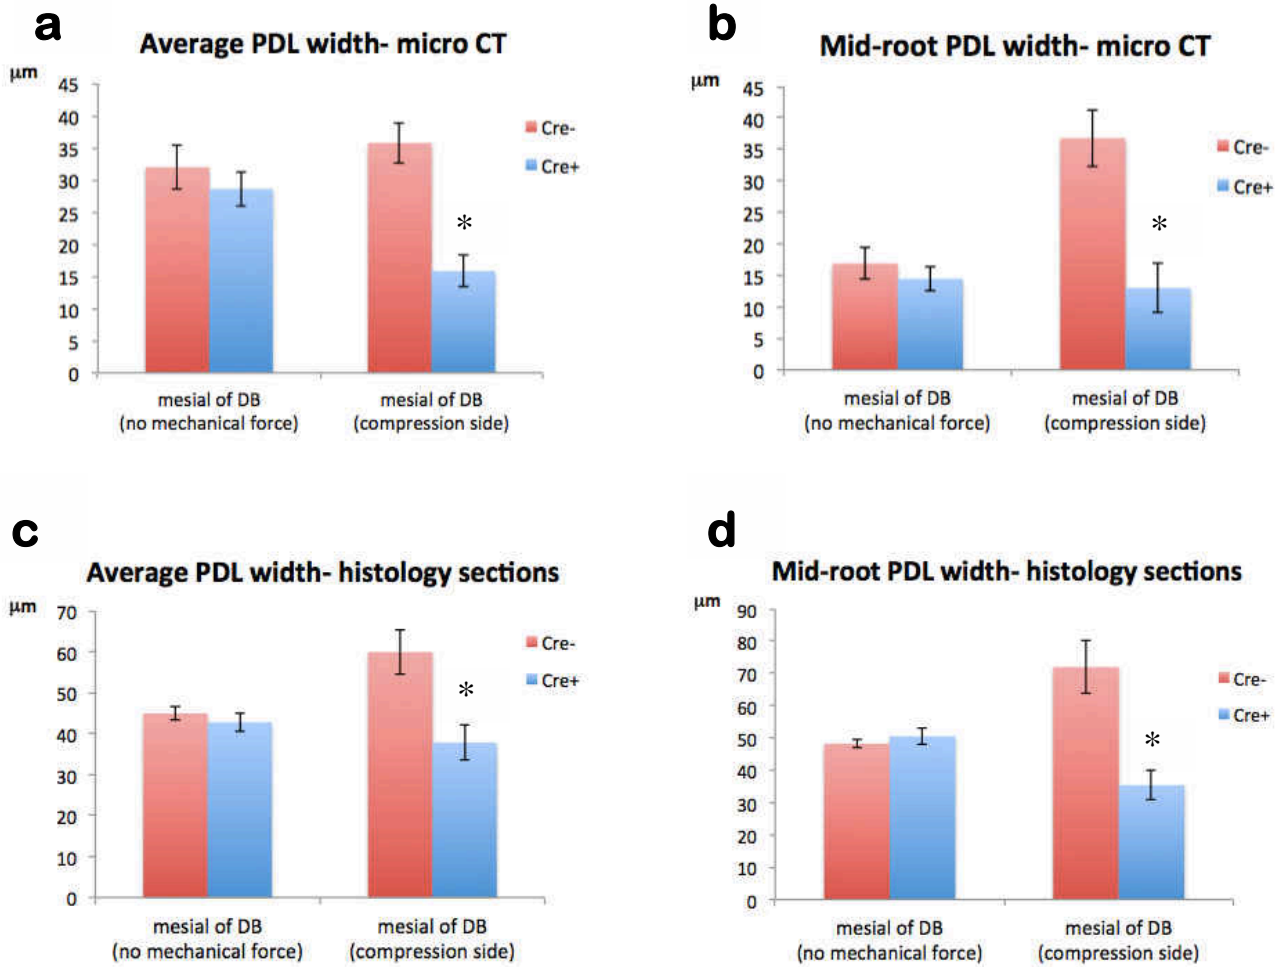 a
Average PDL width- micro CT
μm
45
40
35
30
25
20
15
10
5
0
Cre-
Cre+
*
mesial of DB
(no mechanical force)
mesial of DB
(compression side)
b
Mid-root PDL width- micro CT
μm
45
40
35
30
25
20
15
10
5
0
Cre-
Cre+
*
mesial of DB
(no mechanical force)
mesial of DB
(compression side)
c
Average PDL width- histology sections
μm
70
60
50
40
30
20
10
0
Cre-
Cre+
*
mesial of DB
(no mechanical force)
mesial of DB
(compression side)
d
Mid-root PDL width- histology sections
μm
90
80
70
60
50
40
30
20
10
0
Cre-
Cre+
*
mesial of DB
(no mechanical force)
mesial of DB
(compression side)